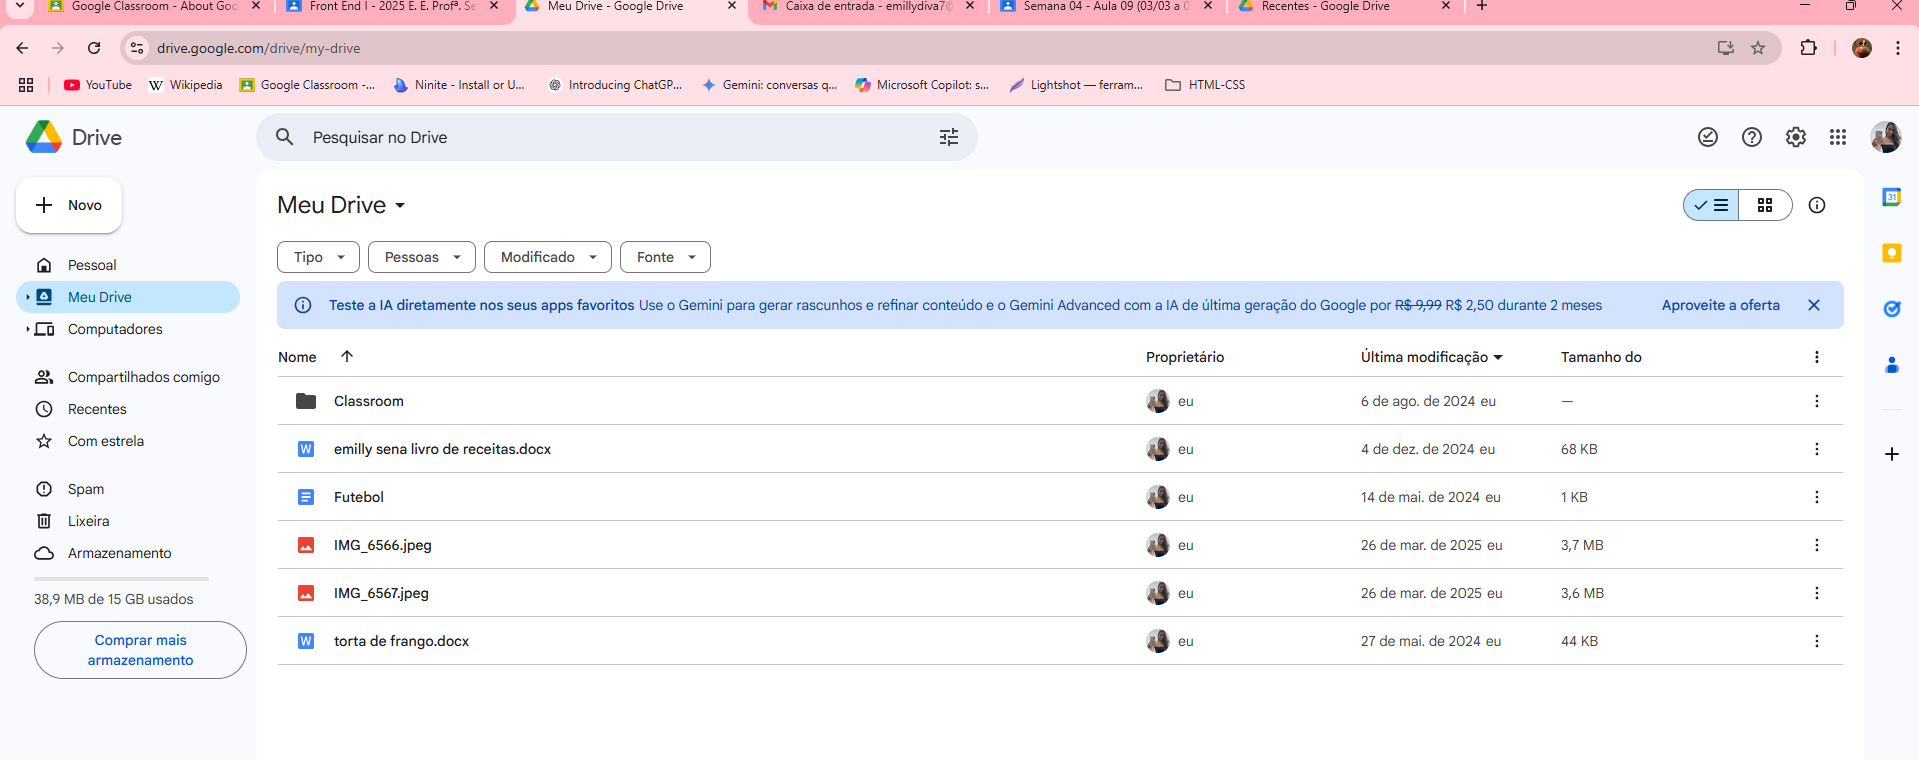 Google Classroom - About Goo
Front End I - 2025 E. E. Profª. Se
Meu Drive - Google Drive
Caixa de entrada - emillydiva7@
Semana 04 - Aula 09 (03/03 a 0
Recentes - Google Drive
drive.google.com/drive/my-drive
YouTube
Wikipedia
Google Classroom -...
Ninite - Install or U...
Introducing ChatGP...
Gemini: conversas q...
Microsoft Copilot: s...
Lightshot — ferram...
HTML-CSS
Drive
Pesquisar no Drive
Novo
Pessoal
Meu Drive
Computadores
Compartilhados comigo
Recentes
Com estrela
Spam
Lixeira
Armazenamento
38,9 MB de 15 GB usados
Comprar mais
armazenamento
Meu Drive
Tipo Pessoas Modificado Fonte
Teste a IA diretamente nos seus apps favoritos Use o Gemini para gerar rascunhos e refinar conteúdo e o Gemini Advanced com a IA de última geração do Google por R$ 9,99 R$ 2,50 durante 2 meses Aproveite a oferta
Nome Proprietário Última modificação Tamanho do
Classroom eu 6 de ago. de 2024 eu —
W emilly sena livro de receitas.docx eu 4 de dez. de 2024 eu 68 KB
Futebol eu 14 de mai. de 2024 eu 1 KB
IMG_6566.jpeg eu 26 de mar. de 2025 eu 3,7 MB
IMG_6567.jpeg eu 26 de mar. de 2025 eu 3,6 MB
W torta de frango.docx eu 27 de mai. de 2024 eu 44 KB
31